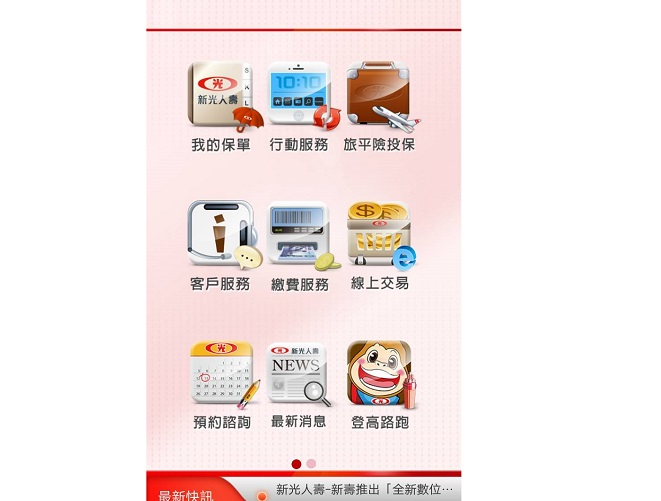 光
新光人壽
S
L
10:10
我的保單
行動服務
旅平險投保
i
$
e
客戶服務
繳費服務
線上交易
光
新光人壽
NEWS
預約諮詢
最新消息
登高路跑
最新快訊
新光人壽-新壽推出「全新數位…